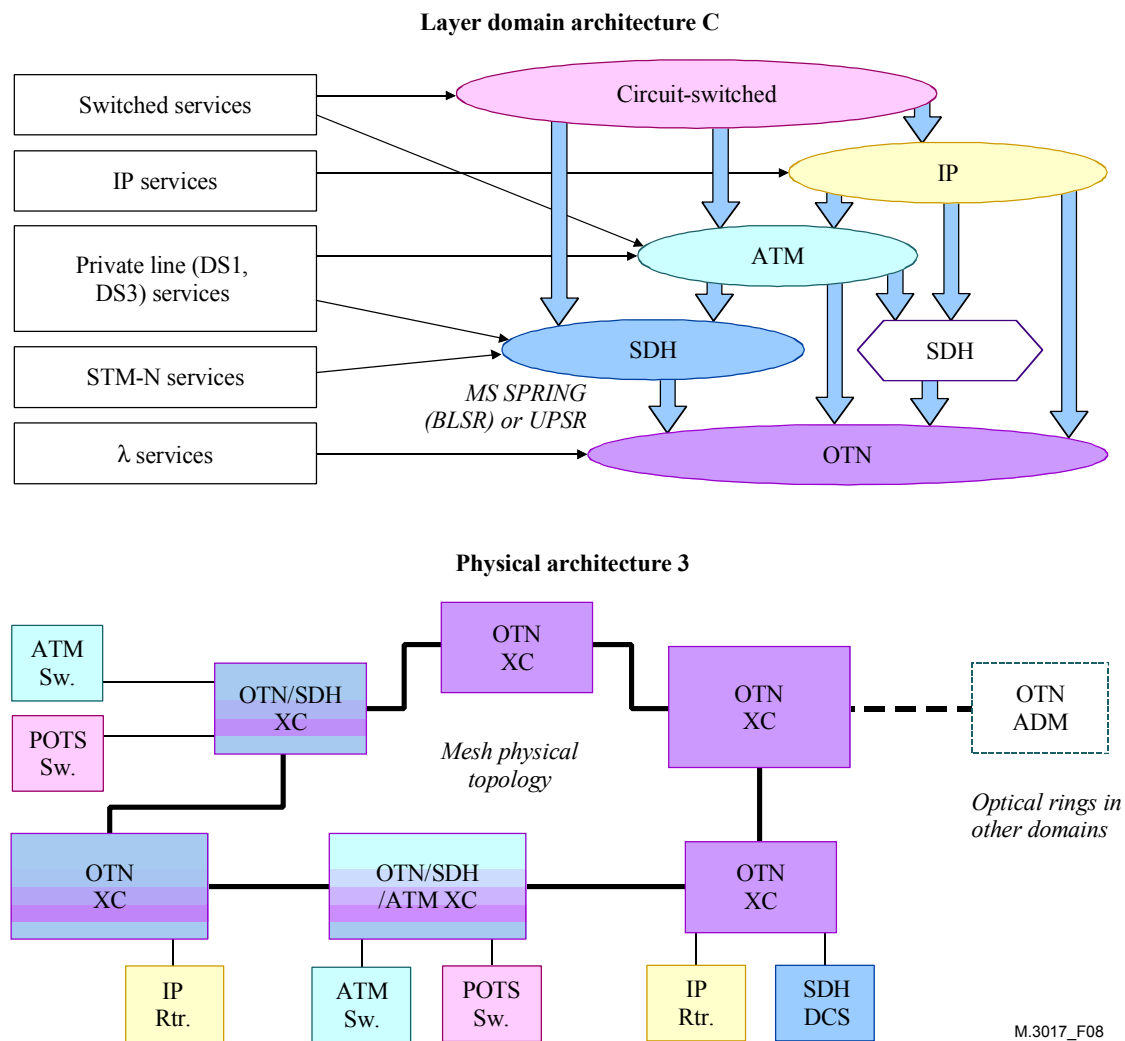 Layer domain architecture C
Switched services
Circuit-switched
IP services
IP
Private line (DS1,
DS3) services
ATM
STM-N services
SDH
SDH
MS SPRING
(BLSR) or UPSR
λ services
OTN
Physical architecture 3
ATM
Sw.
POTS
Sw.
OTN/SDH
XC
OTN
XC
OTN
XC
OTN
ADM
Mesh physical
topology
Optical rings in
other domains
OTN
XC
OTN/SDH
/ATM XC
OTN
XC
IP
Rtr.
ATM
Sw.
POTS
Sw.
IP
Rtr.
SDH
DCS
M.3017_F08